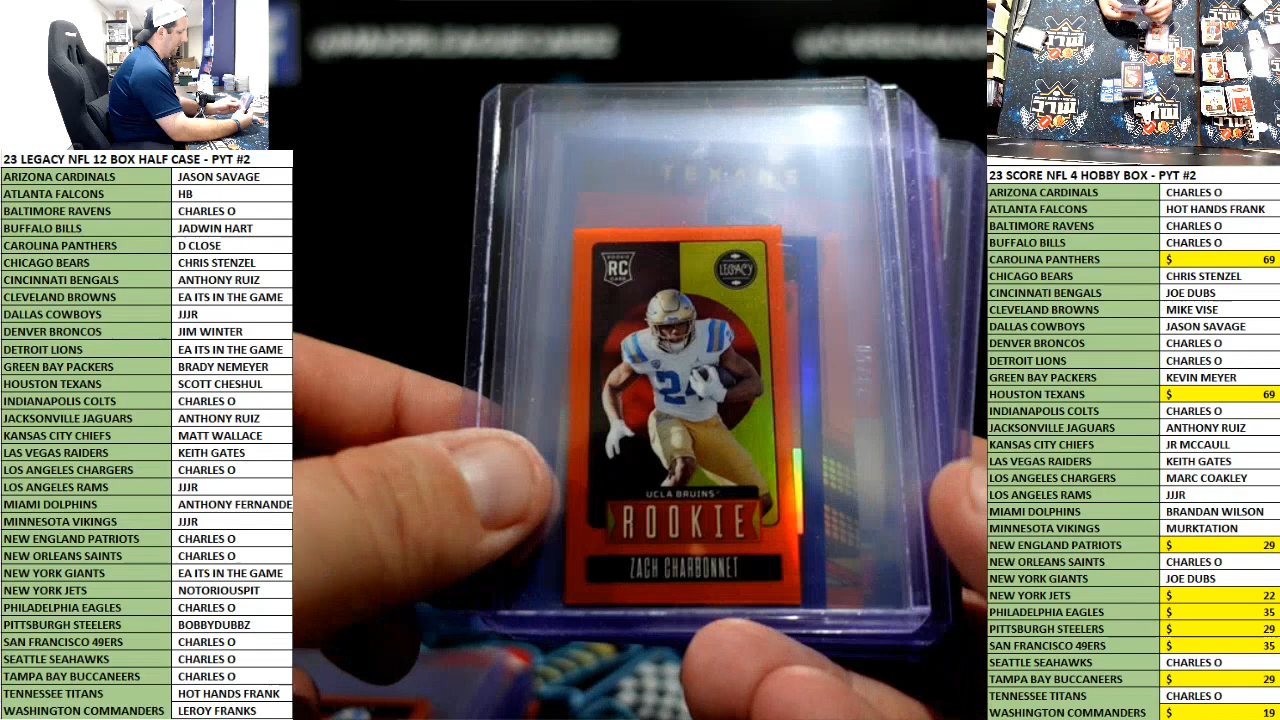 23 LEGACY NFL 12 BOX HALF CASE - PYT #2
ARIZONA CARDINALS JASON SAVAGE
ATLANTA FALCONS HB
BALTIMORE RAVENS CHARLES O
BUFFALO BILLS JADWIN HART
CAROLINA PANTHERS D CLOSE
CHICAGO BEARS CHRIS STENZEL
CINCINNATI BENGALS ANTHONY RUIZ
CLEVELAND BROWNS EA ITS IN THE GAME
DALLAS COWBOYS JJJR
DENVER BRONCOS JIM WINTER
DETROIT LIONS EA ITS IN THE GAME
GREEN BAY PACKERS BRADY NEMEYER
HOUSTON TEXANS SCOTT CHESHUL
INDIANAPOLIS COLTS CHARLES O
JACKSONVILLE JAGUARS ANTHONY RUIZ
KANSAS CITY CHIEFS MATT WALLACE
LAS VEGAS RAIDERS KEITH GATES
LOS ANGELES CHARGERS CHARLES O
LOS ANGELES RAMS JJJR
MIAMI DOLPHINS ANTHONY FERNANDE
MINNESOTA VIKINGS JJJR
NEW ENGLAND PATRIOTS CHARLES O
NEW ORLEANS SAINTS CHARLES O
NEW YORK GIANTS EA ITS IN THE GAME
NEW YORK JETS NOTORIOUSPIT
PHILADELPHIA EAGLES CHARLES O
PITTSBURGH STEELERS BOBBYDUBBZ
SAN FRANCISCO 49ERS CHARLES O
SEATTLE SEAHAWKS CHARLES O
TAMPA BAY BUCCANEERS CHARLES O
TENNESSEE TITANS HOT HANDS FRANK
WASHINGTON COMMANDERS LEROY FRANKS
TEXANS
ROOKIE
RC
LEGACY
24
UCLA BRUINS
ROOKIE
ZACH CHARBONNET
MLC
23 SCORE NFL 4 HOBBY BOX - PYT #2
ARIZONA CARDINALS CHARLES O
ATLANTA FALCONS HOT HANDS FRANK
BALTIMORE RAVENS CHARLES O
BUFFALO BILLS CHARLES O
CAROLINA PANTHERS $ 69
CHICAGO BEARS CHRIS STENZEL
CINCINNATI BENGALS JOE DUBS
CLEVELAND BROWNS MIKE VISE
DALLAS COWBOYS JASON SAVAGE
DENVER BRONCOS CHARLES O
DETROIT LIONS CHARLES O
GREEN BAY PACKERS KEVIN MEYER
HOUSTON TEXANS $ 69
INDIANAPOLIS COLTS CHARLES O
JACKSONVILLE JAGUARS ANTHONY RUIZ
KANSAS CITY CHIEFS JR MCCAULL
LAS VEGAS RAIDERS KEITH GATES
LOS ANGELES CHARGERS MARC COAKLEY
LOS ANGELES RAMS JJJR
MIAMI DOLPHINS BRANDAN WILSON
MINNESOTA VIKINGS MURKTATION
NEW ENGLAND PATRIOTS $ 29
NEW ORLEANS SAINTS CHARLES O
NEW YORK GIANTS JOE DUBS
NEW YORK JETS $ 22
PHILADELPHIA EAGLES $ 35
PITTSBURGH STEELERS $ 29
SAN FRANCISCO 49ERS $ 35
SEATTLE SEAHAWKS CHARLES O
TAMPA BAY BUCCANEERS $ 29
TENNESSEE TITANS CHARLES O
WASHINGTON COMMANDERS $ 19